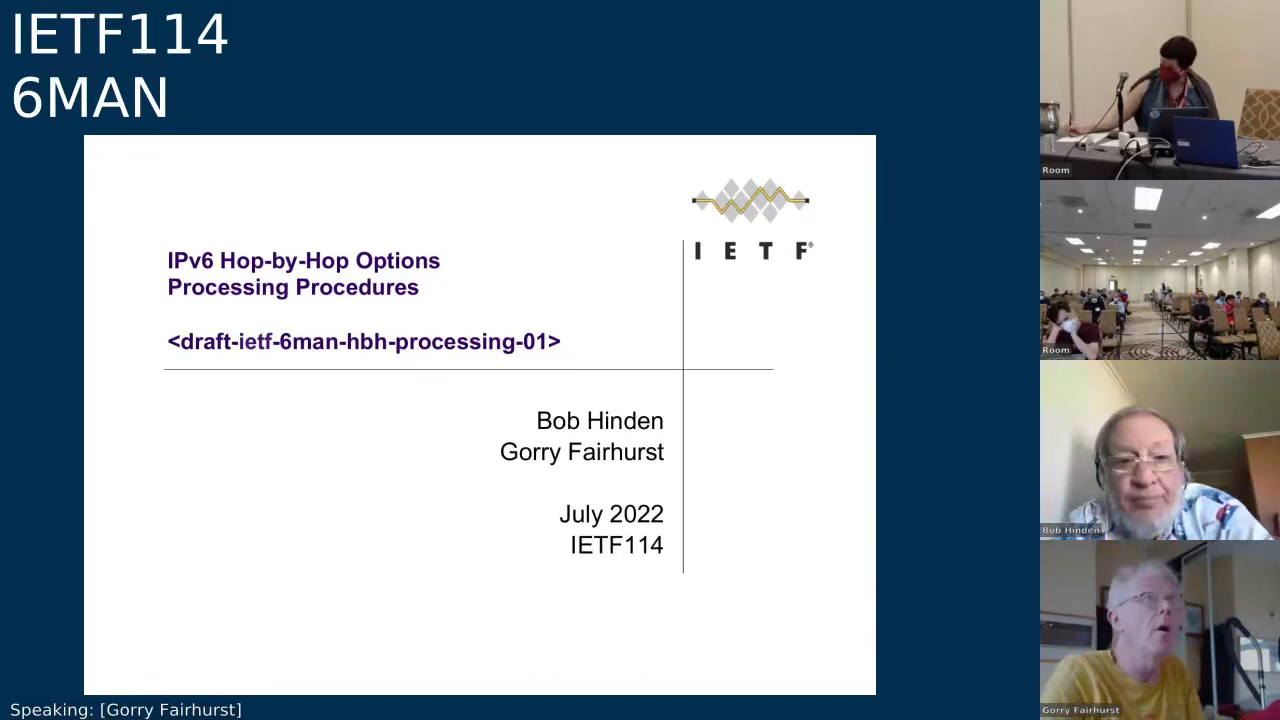 IETF114
6MAN
I E T F®
IPv6 Hop-by-Hop Options
Processing Procedures
<draft-ietf-6man-hbh-processing-01>
Bob Hinden
Gorry Fairhurst
July 2022
IETF114
Room
Room
Bob Hinden
Gorry Fairhurst
Speaking: [Gorry Fairhurst]